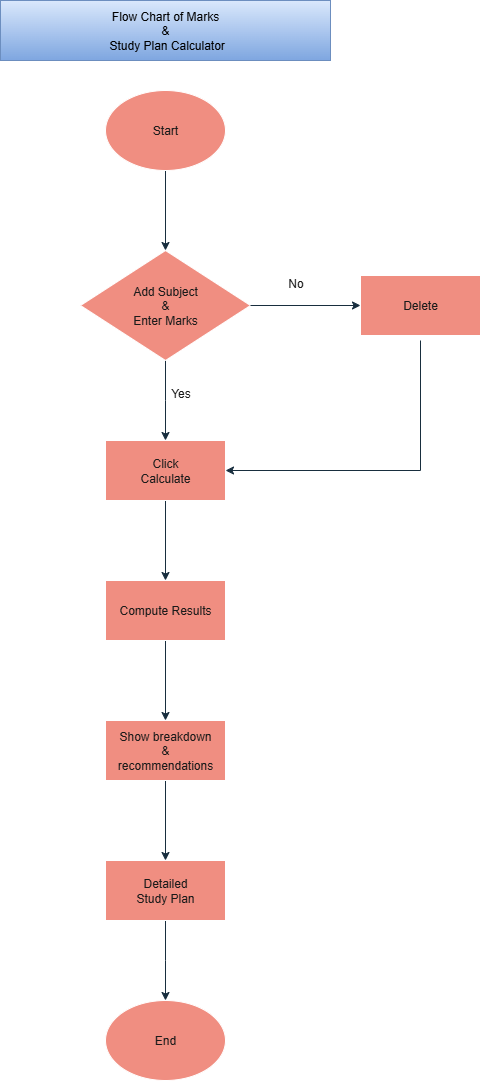 Flow Chart of Marks
&
Study Plan Calculator
Start
Add Subject
&
Enter Marks
No
Delete
Yes
Click
Calculate
Compute Results
Show breakdown
&
recommendations
Detailed
Study Plan
End